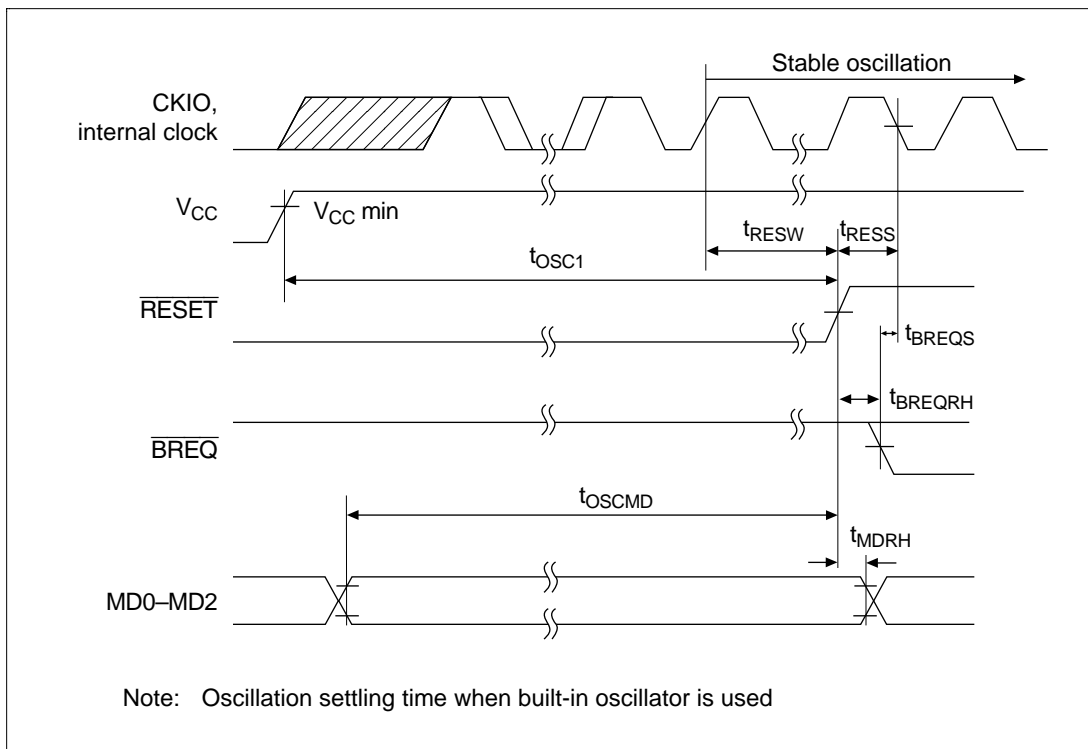 Stable oscillation
CKIO,
internal clock
VCC
VCC min
tRESW
tRESS
tOSC1
RESET
tBREQS
tBREQRH
BREQ
tOSCMD
tMDRH
MD0–MD2
Note: Oscillation settling time when built-in oscillator is used